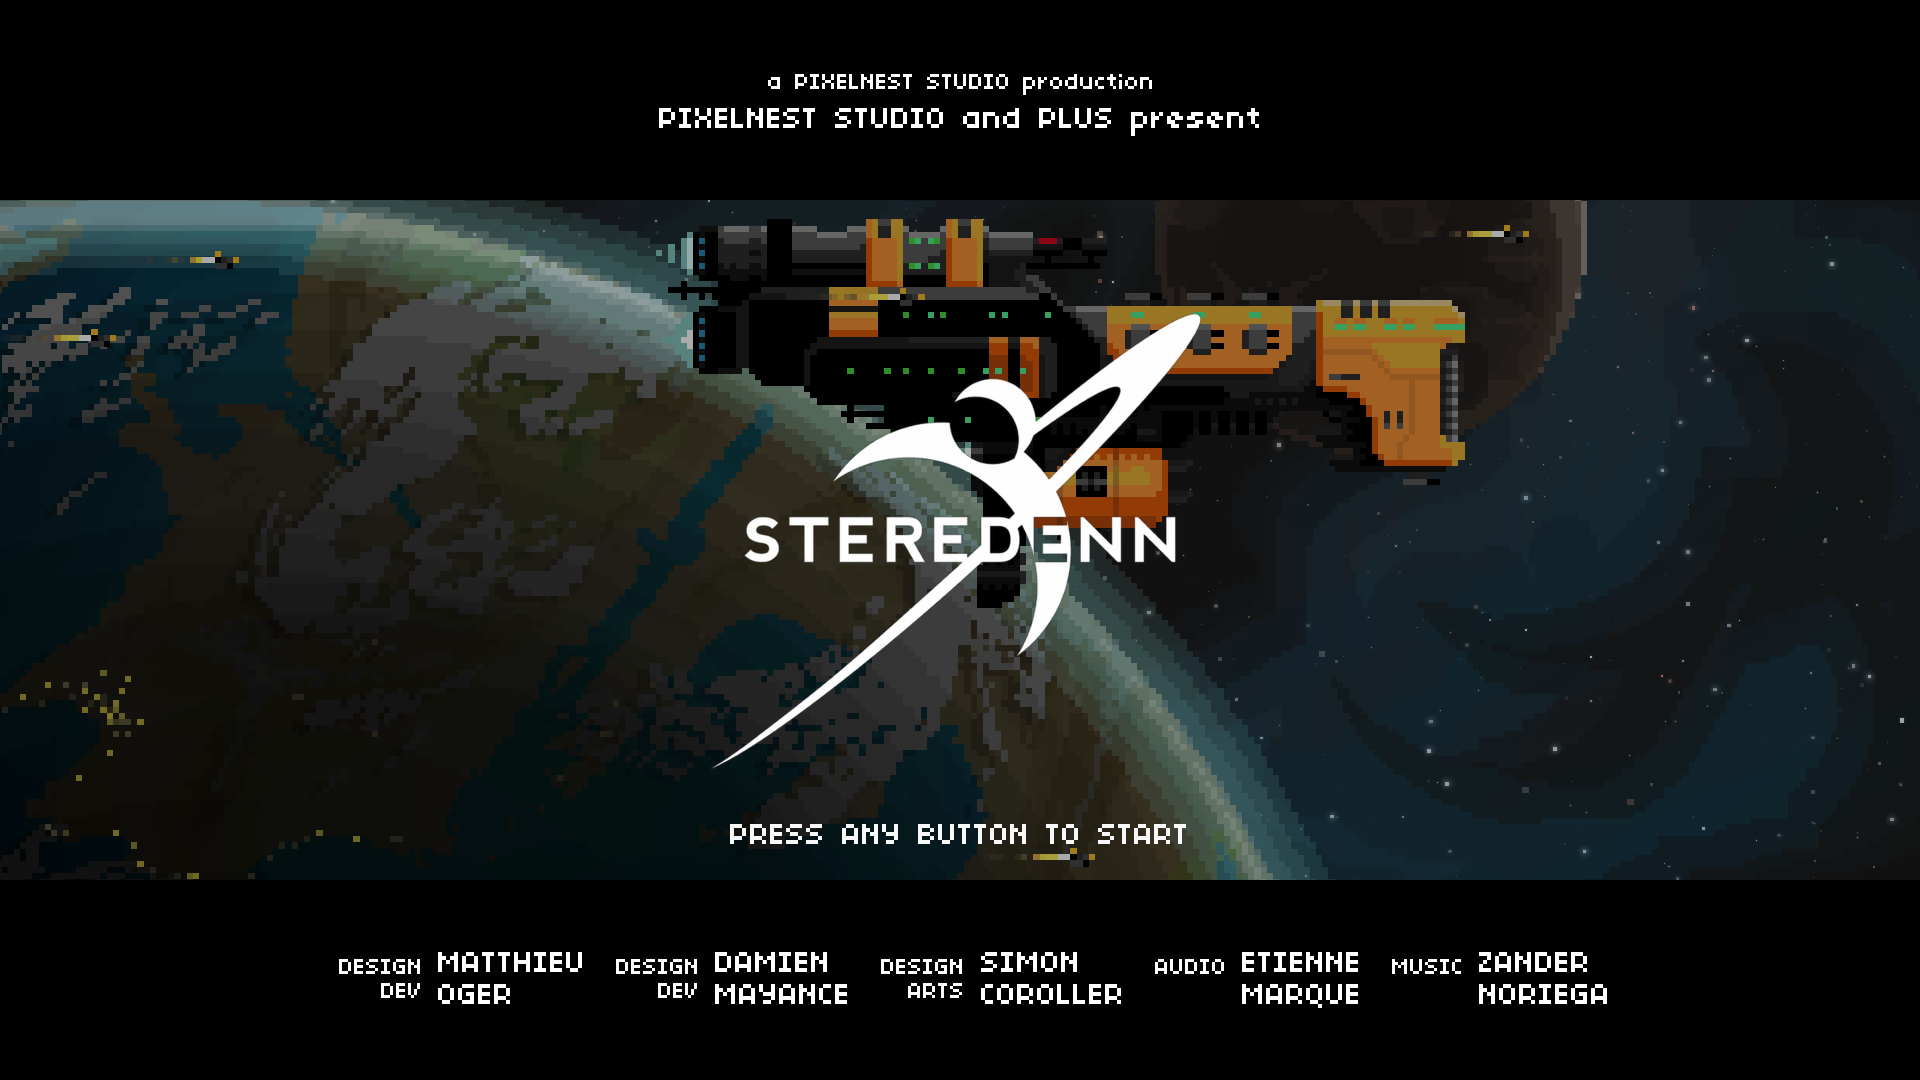 a PIXELNEST STUDIO production
PIXELNEST STUDIO and PLUS present
STEREDENN
PRESS ANY BUTTON TO START
DESIGN DEV MATTHIEU OGER
DESIGN DEV DAMIEN MAYANCE
DESIGN ARTS SIMON COROLLER
AUDIO ETIENNE MARQUE
MUSIC ZANDER NORIEGA